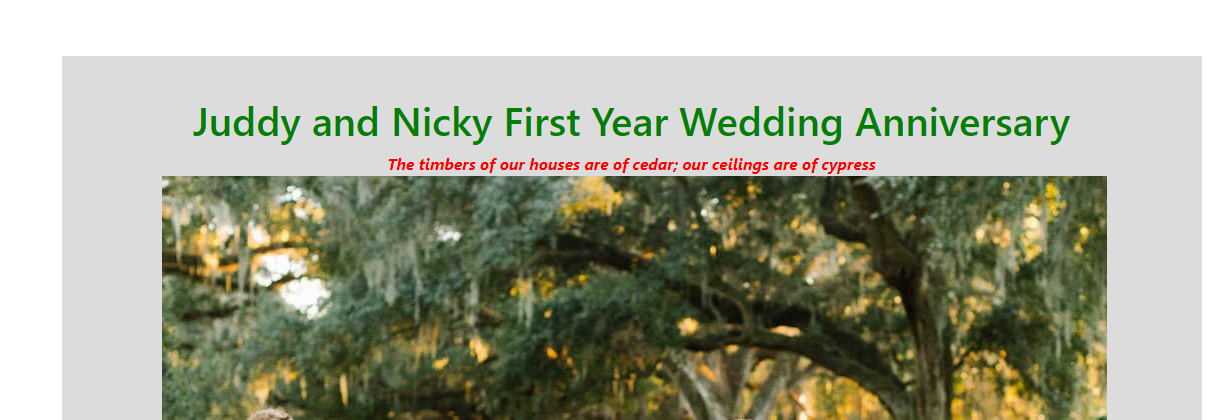 Juddy and Nicky First Year Wedding Anniversary
The timbers of our houses are of cedar; our ceilings are of cypress